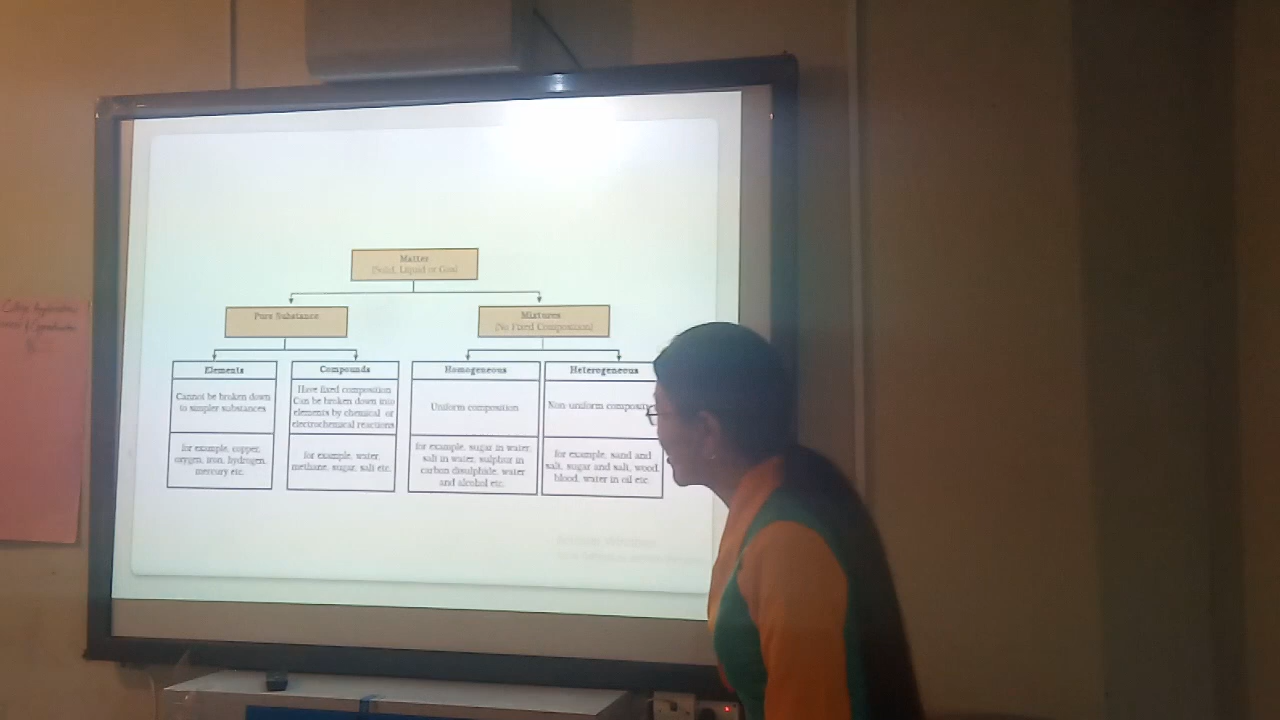 Matter
(Solid, Liquid or Gas)
Pure Substance
Mixtures
(No Fixed Composition)
Elements
Cannot be broken down
to simpler substances
for example, copper,
oxygen, iron, hydrogen,
mercury etc.
Compounds
Have fixed composition
Can be broken down into
elements by chemical or
electrochemical reactions
for example, water,
methane, sugar, salt etc.
Homogeneous
Uniform composition
for example, sugar in water,
salt in water, sulphur in
carbon disulphide, water
and alcohol etc.
Heterogeneous
Non-uniform
for example, sand and
salt, sugar and salt, wood,
blood, water in oil etc.
Activate Windows